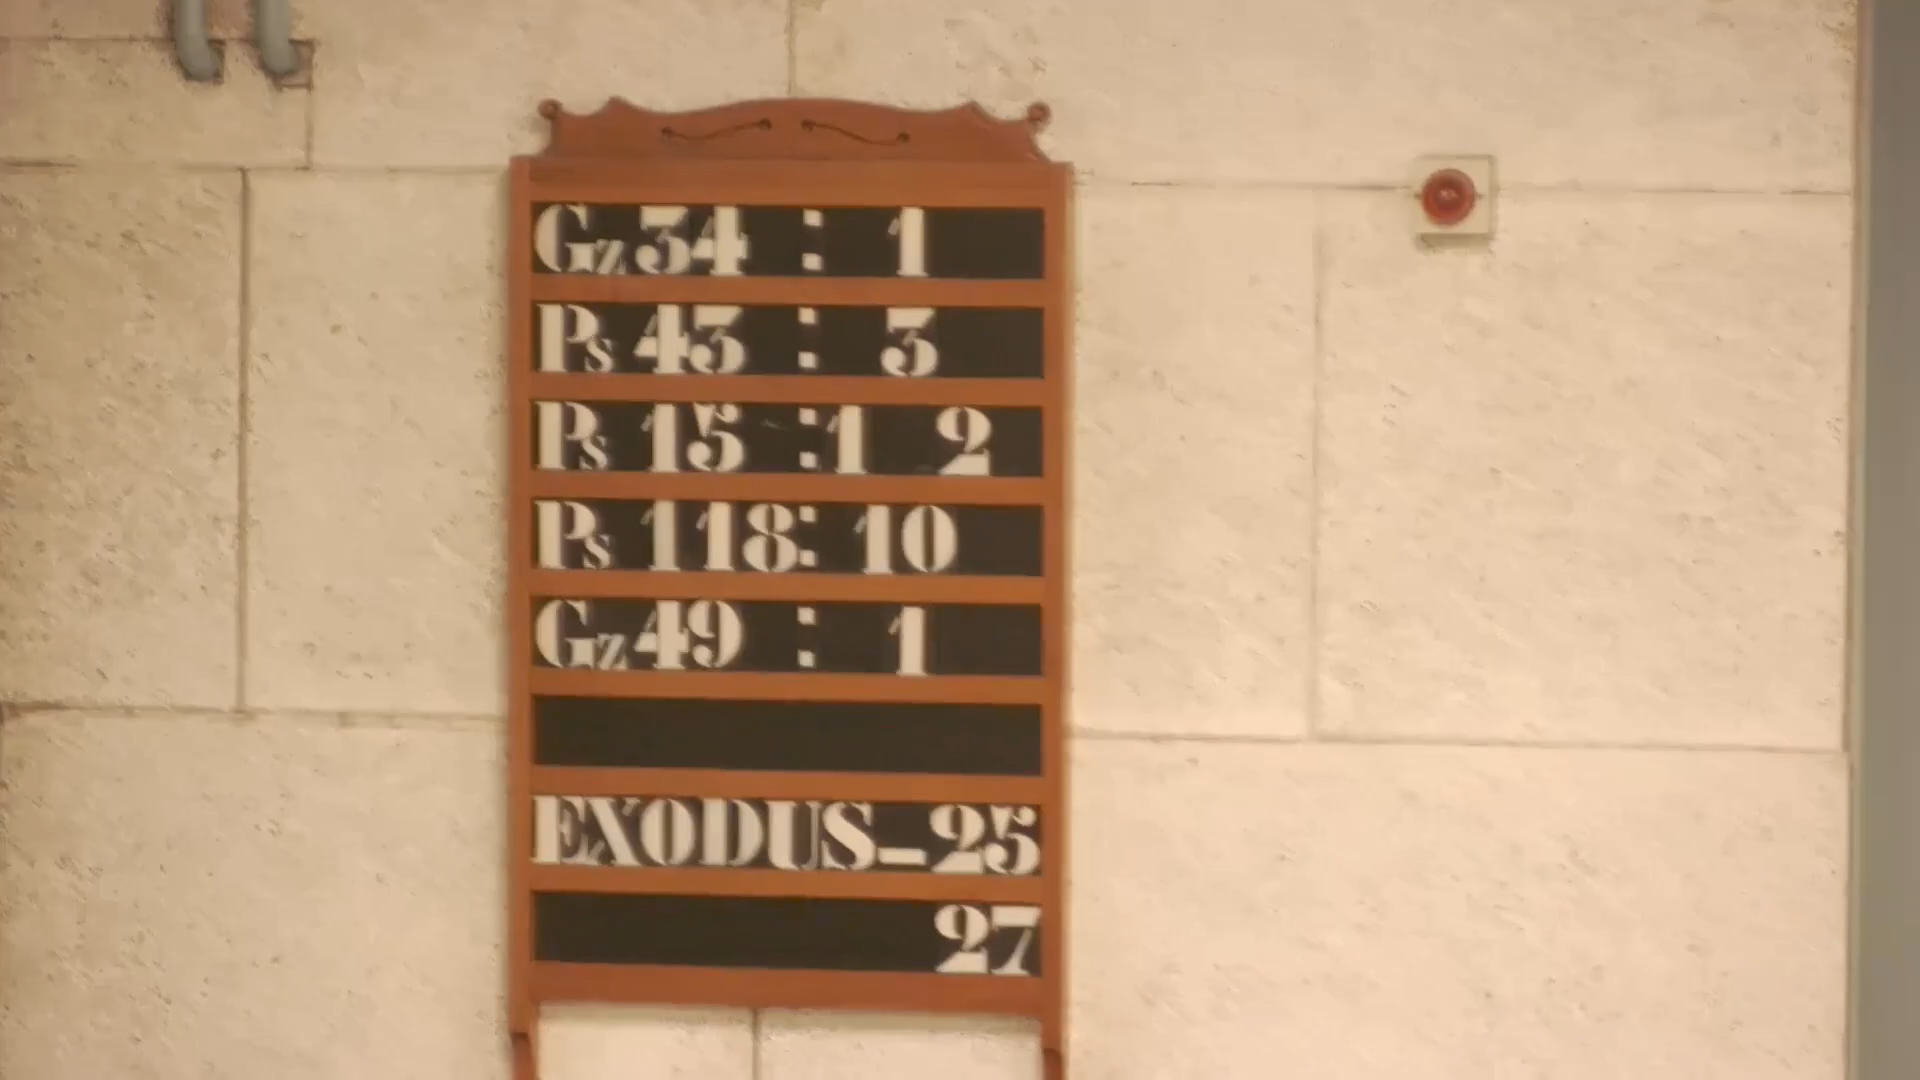 Gz 34 : 1
Ps 43 : 3
Ps 15 : 1 2
Ps 118 : 10
Gz 49 : 1
EXODUS - 25
27